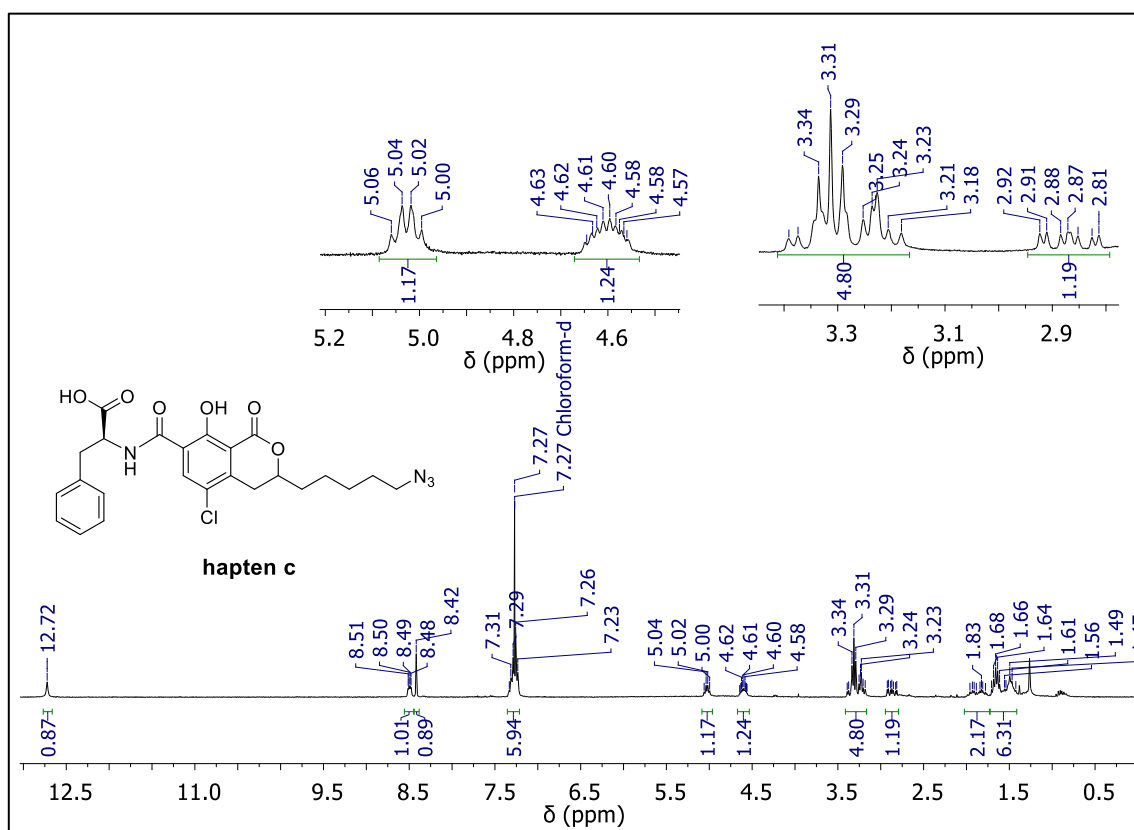 5.06 5.04 5.02 5.00
4.63 4.62 4.61 4.60 4.58 4.58 4.57
3.34 3.31 3.29 3.25 3.24 3.23 3.21 3.18
2.92 2.91 2.88 2.87 2.81
1.17 1.24
4.80 1.19
5.2 5.0 4.8 4.6
δ (ppm)
3.3 3.1 2.9
δ (ppm)
HO O O OH O
O
HN
N3
Cl
hapten c
12.72
8.51 8.50 8.49 8.48 8.42
7.31 7.29 7.27 7.27 Chloroform-d 7.26 7.23
5.04 5.02 5.00 4.62 4.61 4.60 4.58
3.34 3.31 3.29 3.24 3.23
1.83 1.68 1.66 1.64 1.61 1.56 1.49
0.87 1.01 0.89 5.94 1.17 1.24 4.80 1.19 2.17 6.31
12.5 11.0 9.5 8.5 7.5 6.5 5.5 4.5 3.5 2.5 1.5 0.5
δ (ppm)